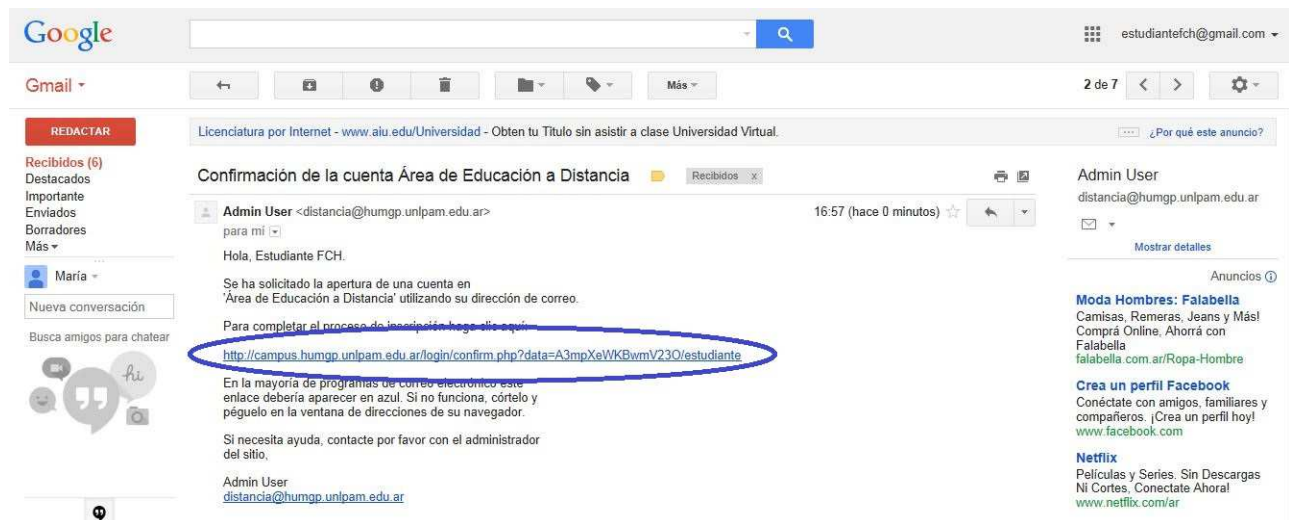 Google
estudiantefch@gmail.com
Gmail
Más
2 de 7
REDACTAR
Licenciatura por Internet - www.aiu.edu/Universidad - Obten tu Titulo sin asistir a clase Universidad Virtual.
¿Por qué este anuncio?
Recibidos (6)
Destacados
Importante
Enviados
Borradores
Más
María
Nueva conversación
Busca amigos para chatear
hi
Confirmación de la cuenta Área de Educación a Distancia
Recibidos x
Admin User <distancia@humgp.unlpam.edu.ar>
16:57 (hace 0 minutos)
para mí
Hola, Estudiante FCH.
Se ha solicitado la apertura de una cuenta en
'Área de Educación a Distancia' utilizando su dirección de correo.
Para completar el proceso de inscripción haga clic aquí:
http://campus.humgp.unlpam.edu.ar/login/confirm.php?data=A3mpXeWKBwmV23O/estudiante
En la mayoría de programas de correo electrónico este
enlace debería aparecer en azul. Si no funciona, córtelo y
péguelo en la ventana de direcciones de su navegador.
Si necesita ayuda, contacte por favor con el administrador
del sitio,
Admin User
distancia@humgp.unlpam.edu.ar
Admin User
distancia@humgp.unlpam.edu.ar
Mostrar detalles
Anuncios
Moda Hombres: Falabella
Camisas, Remeras, Jeans y Más!
Comprá Online, Ahorrá con
Falabella
falabella.com.ar/Ropa-Hombre
Crea un perfil Facebook
Conéctate con amigos, familiares y
compañeros. ¡Crea un perfil hoy!
www.facebook.com
Netflix
Películas y Series. Sin Descargas
Ni Cortes, Conectate Ahora!
www.netflix.com/ar